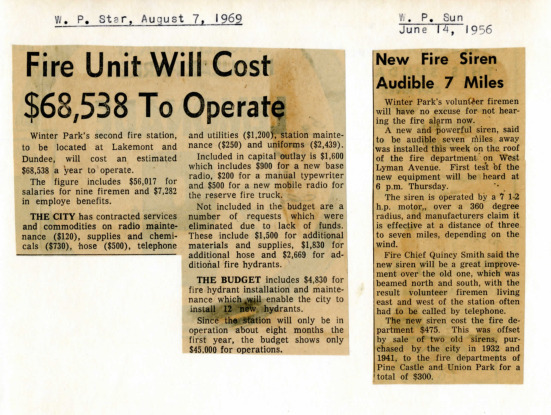 W. P. Star, August 7, 1969
Fire Unit Will Cost
$68,538 To Operate
Winter Park's second fire station,
to be located at Lakemont and
Dundee, will cost an estimated
$68,538 a year to operate.
The figure includes $56,017 for
salaries for nine firemen and $7,282
in employe benefits.
THE CITY has contracted services
and commodities on radio mainte-
nance ($120), supplies and chemi-
cals ($730), hose ($500), telephone
and utilities ($1,200), station mainte-
nance ($250) and uniforms ($2,439).
Included in capital outlay is $1,600
which includes $900 for a new base
radio, $200 for a manual typewriter
and $500 for a new mobile radio for
the reserve fire truck.
Not included in the budget are a
number of requests which were
eliminated due to lack of funds.
These include $1,500 for additional
materials and supplies, $1,830 for
additional hose and $2,669 for ad-
ditional fire hydrants.
THE BUDGET includes $4,830 for
fire hydrant installation and mainte-
nance which will enable the city to
install 12 new hydrants.
Since the station will only be in
operation about eight months the
first year, the budget shows only
$45,000 for operations.
W. P. Sun
June 14, 1956
New Fire Siren
Audible 7 Miles
Winter Park's volunteer firemen
will have no excuse for not hear-
ing the fire alarm now.
A new and powerful siren, said
to be audible seven miles away
was installed this week on the roof
of the fire department on West
Lyman Avenue. First test of the
new equipment will be heard at
6 p.m. Thursday.
The siren is operated by a 7 1-2
h.p. motor, over a 360 degree
radius, and manufacturers claim it
is effective at a distance of three
to seven miles, depending on the
wind.
Fire Chief Quincy Smith said the
new siren will be a great improve-
ment over the old one, which was
beamed north and south, with the
result volunteer firemen living
east and west of the station often
had to be called by telephone.
The new siren cost the fire de-
partment $475. This was offset
by sale of two old sirens, pur-
chased by the city in 1932 and
1941, to the fire departments of
Pine Castle and Union Park for a
total of $300.